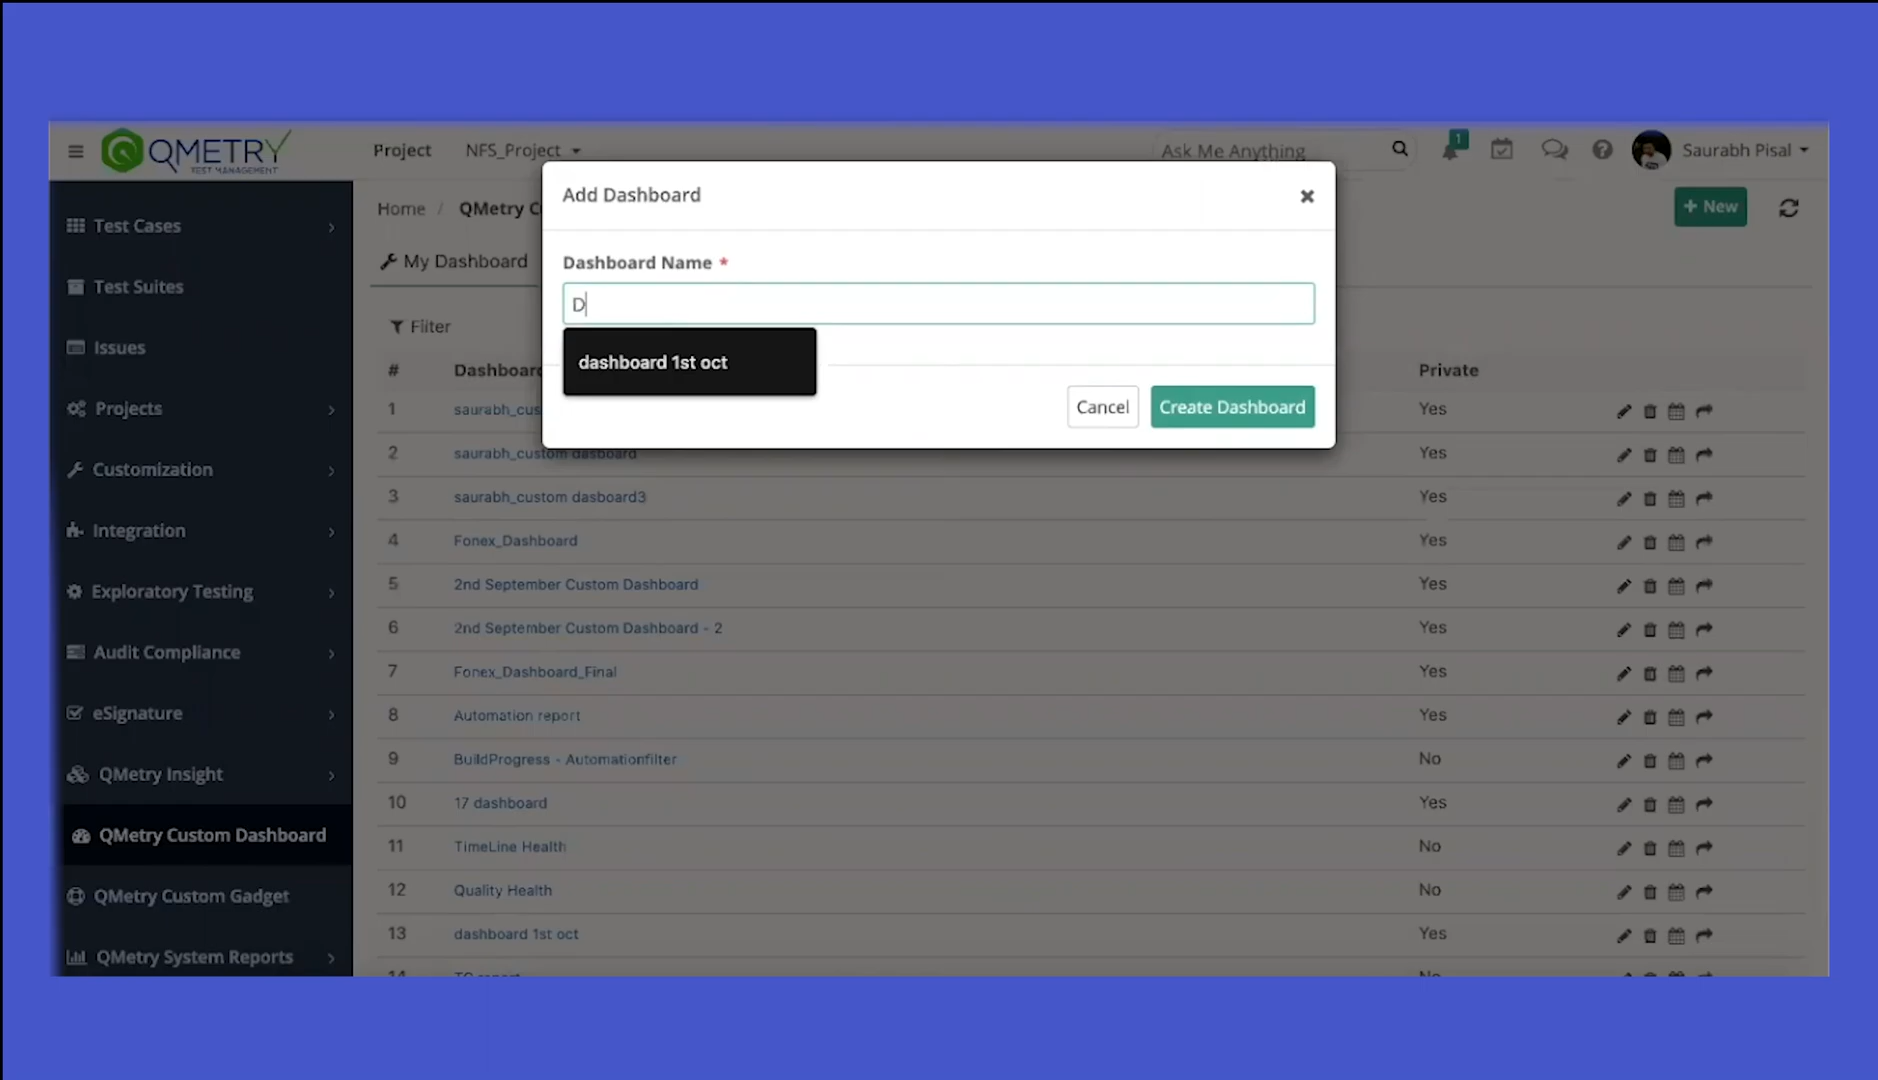 QMETRY
TEST MANAGEMENT
Project
NFS_Project
Ask Me Anything
1
Saurabh Pisal
Test Cases
Test Suites
Issues
Projects
Customization
Integration
Exploratory Testing
Audit Compliance
eSignature
QMetry Insight
QMetry Custom Dashboard
QMetry Custom Gadget
QMetry System Reports
Home / QMetry C
+ New
My Dashboard
Filter
Add Dashboard
Dashboard Name *
D
dashboard 1st oct
Cancel
Create Dashboard
# Dashboard Private
1 saurabh_cus Yes
2 saurabh_custom dasboard Yes
3 saurabh_custom dasboard3 Yes
4 Fonex_Dashboard Yes
5 2nd September Custom Dashboard Yes
6 2nd September Custom Dashboard - 2 Yes
7 Fonex_Dashboard_Final Yes
8 Automation report Yes
9 BuildProgress - Automationfilter No
10 17 dashboard Yes
11 TimeLine Health No
12 Quality Health No
13 dashboard 1st oct Yes